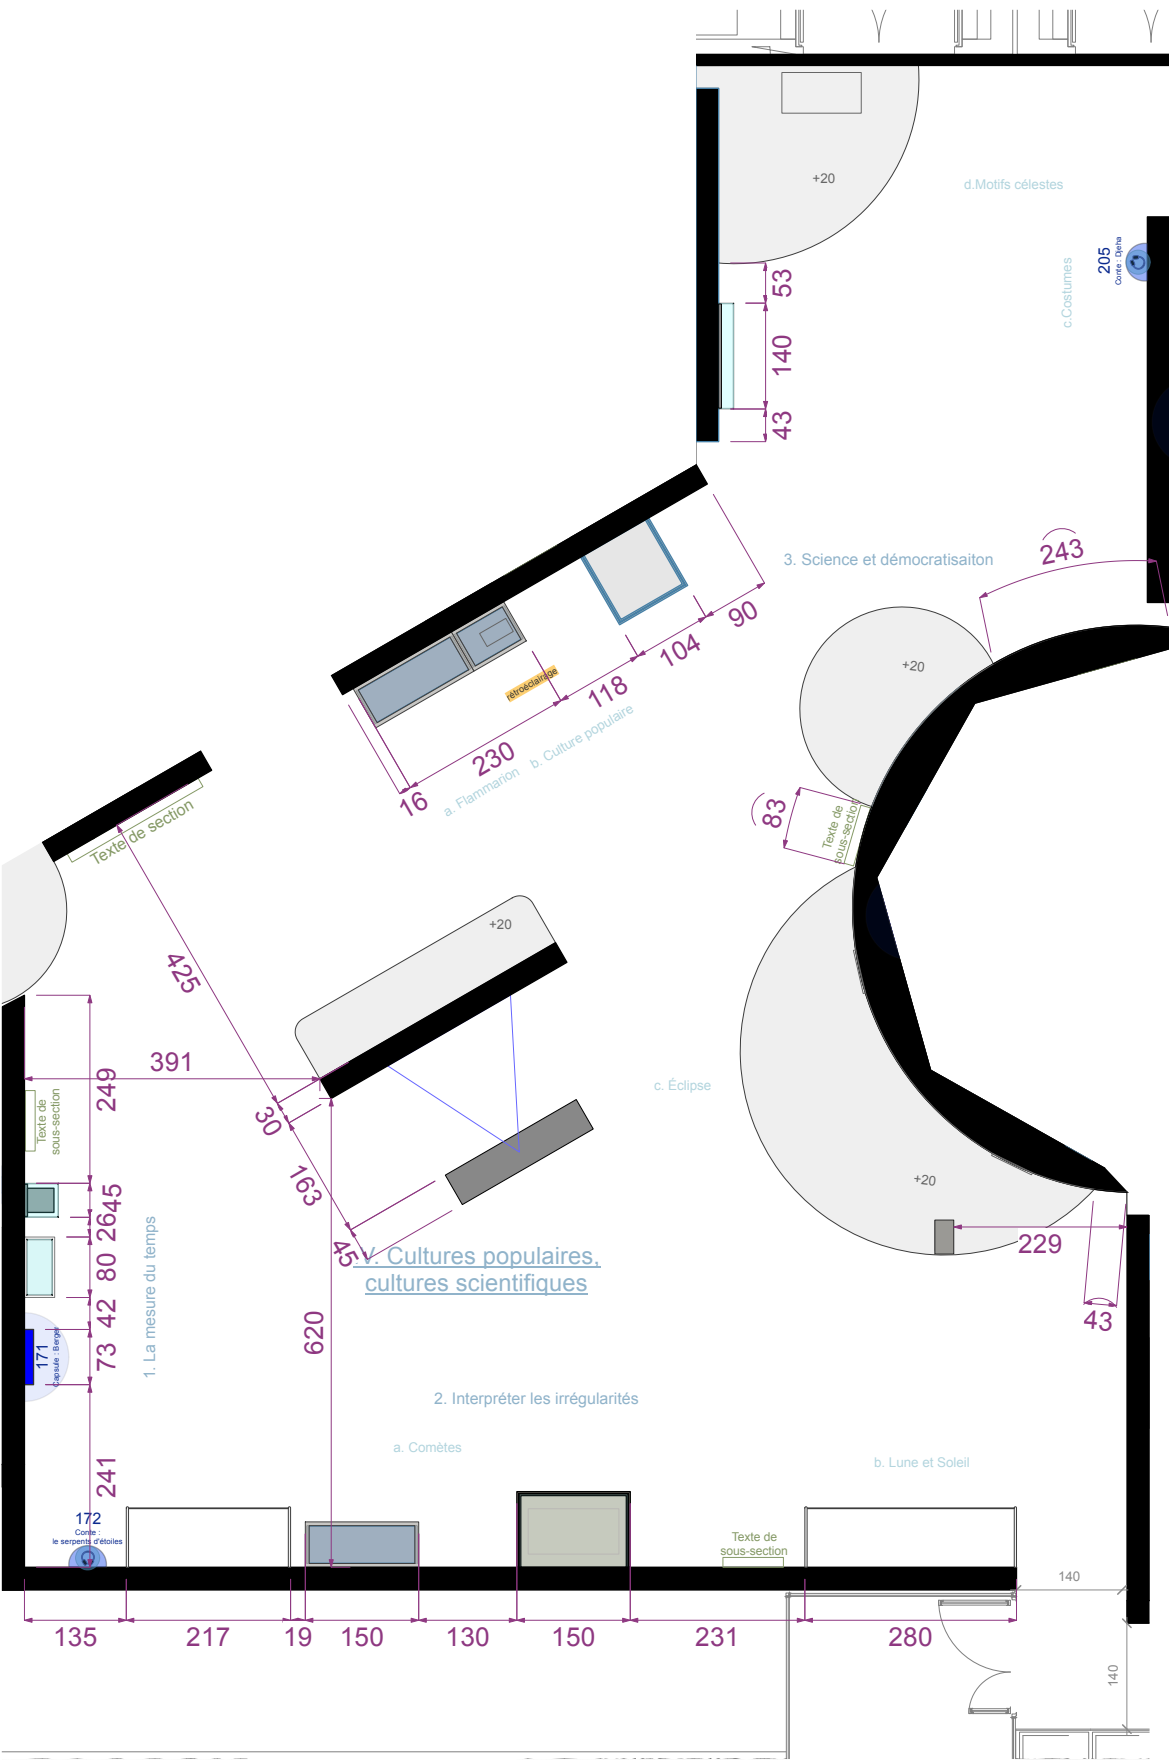 +20
d.Motifs célestes
205
Conte : Djeha
c.Costumes
53
140
43
3. Science et démocratisaiton
243
90
104
118
rétroéclairage
230
b. Culture populaire
a. Flammarion
16
+20
83
Texte de
sous-section
Texte de section
+20
425
391
249
Texte de
sous-section
30
163
45
c. Éclipse
+20
229
43
45
26
80
42
73
171
Capsule : Berger
1. La mesure du temps
V. Cultures populaires,
cultures scientifiques
620
2. Interpréter les irrégularités
a. Comètes
b. Lune et Soleil
241
172
Conte :
le serpents d'étoiles
Texte de
sous-section
140
135
217
19
150
130
150
231
280
140